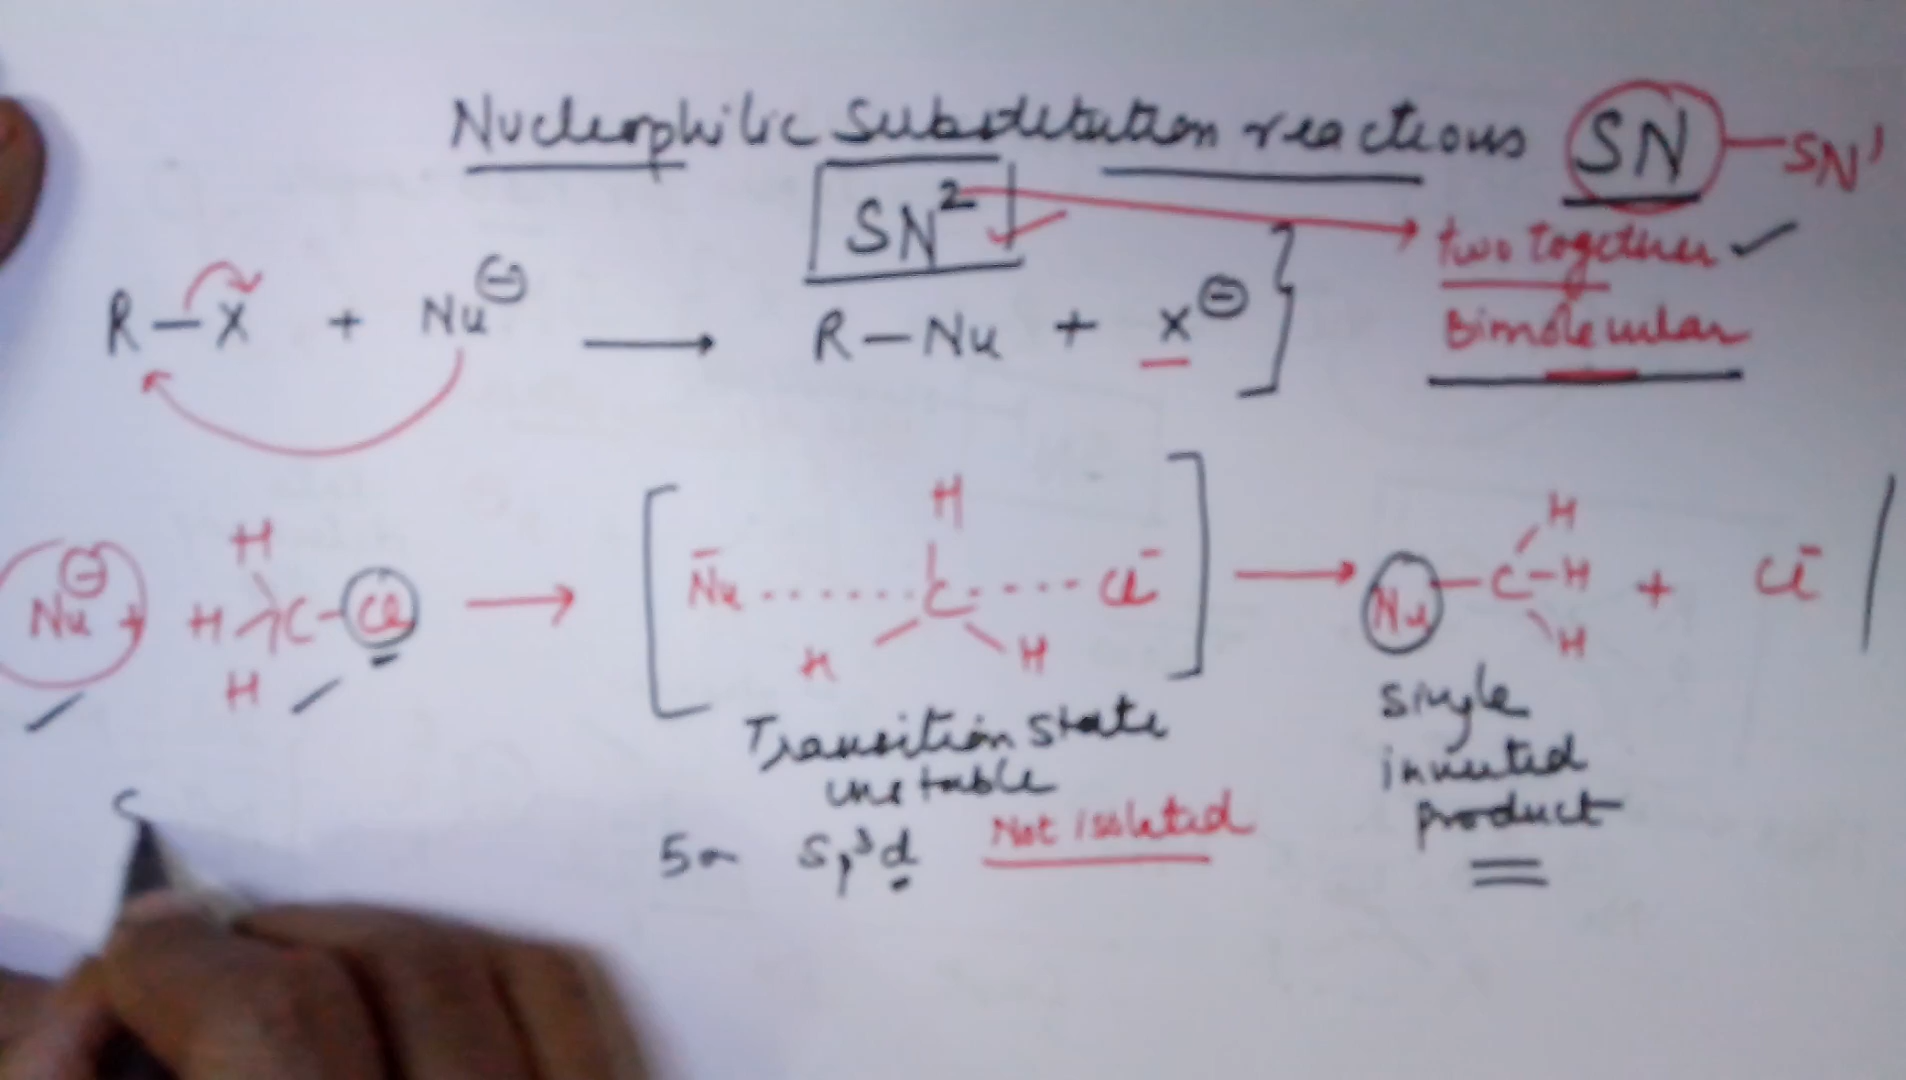 Nucleophilic Substitution reactions SN — SN¹
SN² → two together ✓
Bimolecular
R—X + Nu⊖ → R—Nu + X⊖
Nu⊖ + H H H C—Cl → [Nu⁻ ..... C .... Cl⁻ H H H] → Nu—C—H H H + Cl⁻
Transition state
unstable
Not isolated
sp³d
single
inverted
product